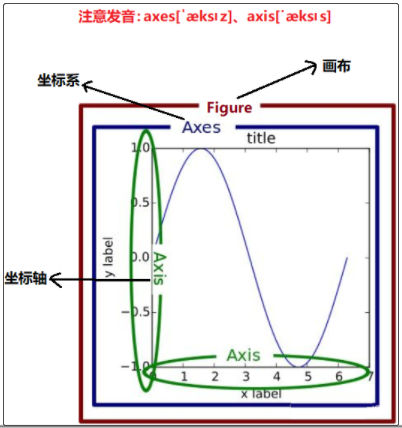 注意发音：axes[ˈæksɪz]、axis[ˈæksɪs]
坐标系
画布
Figure
Axes
title
1.0
0.5
0.0
−0.5
−1.0
y label
Axis
坐标轴
Axis
0 1 2 3 4 5 6 7
x label